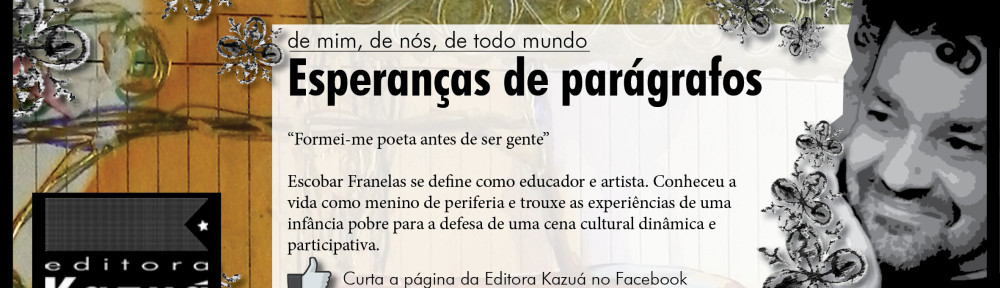 de mim, de nós, de todo mundo
Esperanças de parágrafos
“Formei-me poeta antes de ser gente”
Escobar Franelas se define como educador e artista. Conheceu a
vida como menino de periferia e trouxe as experiências de uma
infância pobre para a defesa de uma cena cultural dinâmica e
participativa.
Curta a página da Editora Kazuá no Facebook
editora
Kazuá